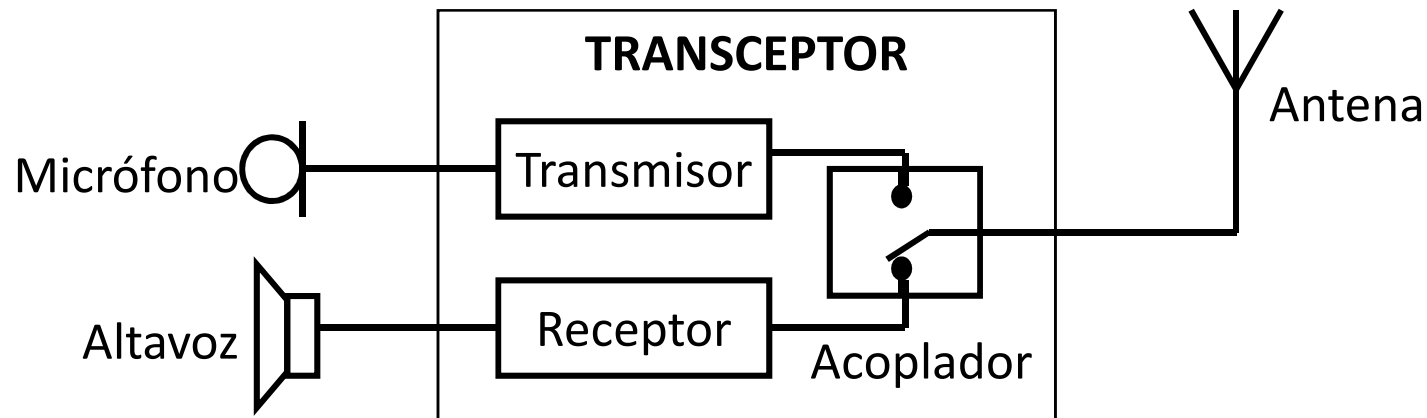 TRANSCEPTOR
Antena
Micrófono
Transmisor
Receptor
Altavoz
Acoplador